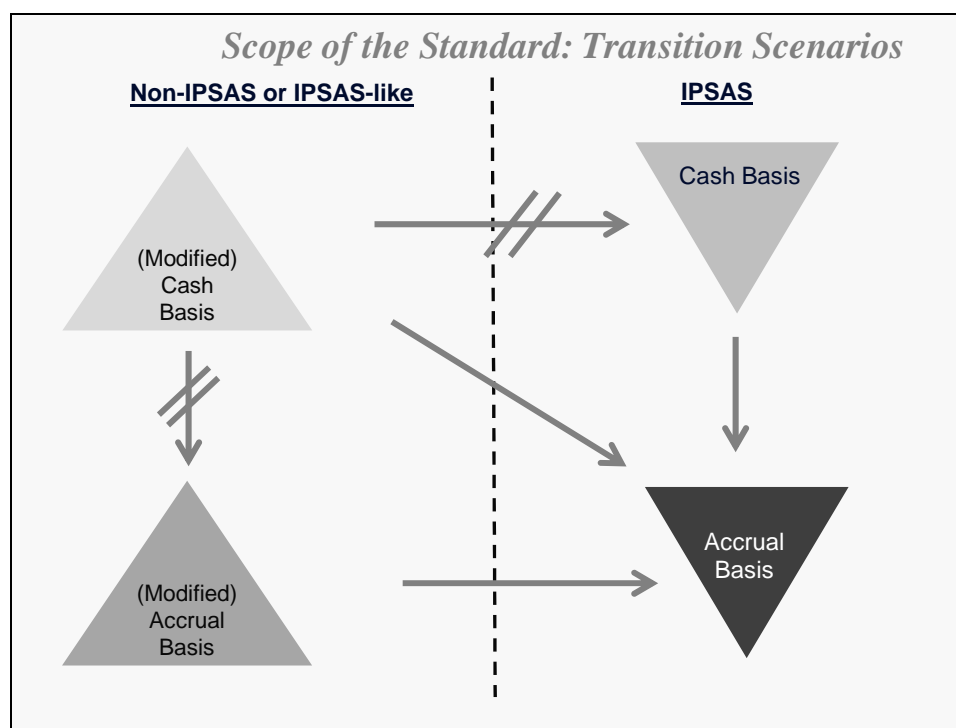 Scope of the Standard: Transition Scenarios
Non-IPSAS or IPSAS-like
IPSAS
(Modified)
Cash
Basis
Cash Basis
(Modified)
Accrual
Basis
Accrual
Basis